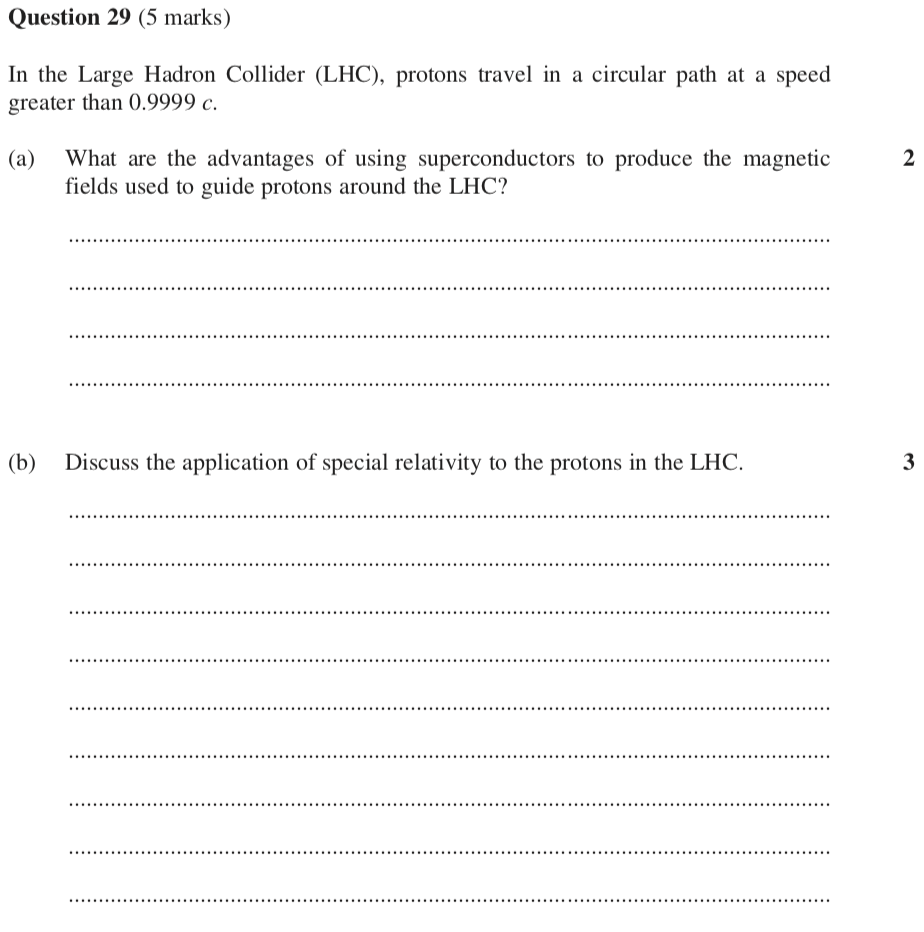 Question 29 (5 marks)
In the Large Hadron Collider (LHC), protons travel in a circular path at a speed
greater than 0.9999 c.
(a) What are the advantages of using superconductors to produce the magnetic 2
fields used to guide protons around the LHC?
(b) Discuss the application of special relativity to the protons in the LHC. 3